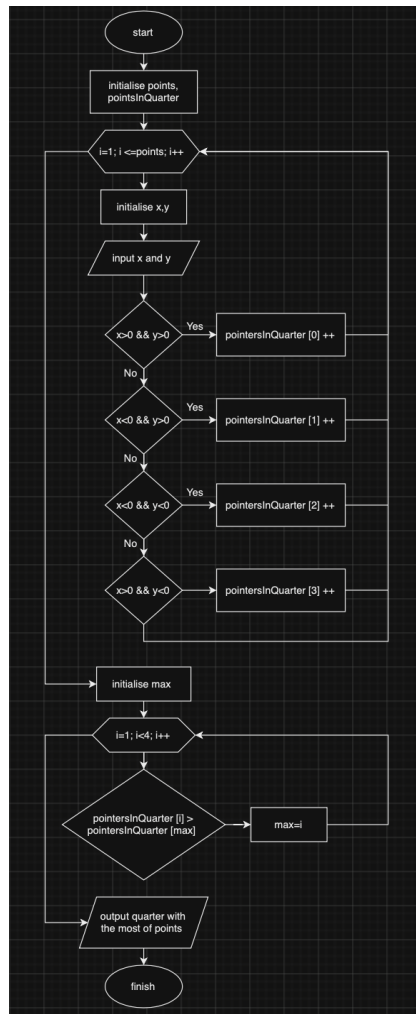 start
initialise points,
pointsInQuarter
i=1; i <=points; i++
initialise x,y
input x and y
x>0 && y>0
Yes
pointersInQuarter [0] ++
No
x<0 && y>0
Yes
pointersInQuarter [1] ++
No
x<0 && y<0
Yes
pointersInQuarter [2] ++
No
x>0 && y<0
pointersInQuarter [3] ++
initialise max
i=1; i<4; i++
pointersInQuarter [i] >
pointersInQuarter [max]
max=i
output quarter with
the most of points
finish